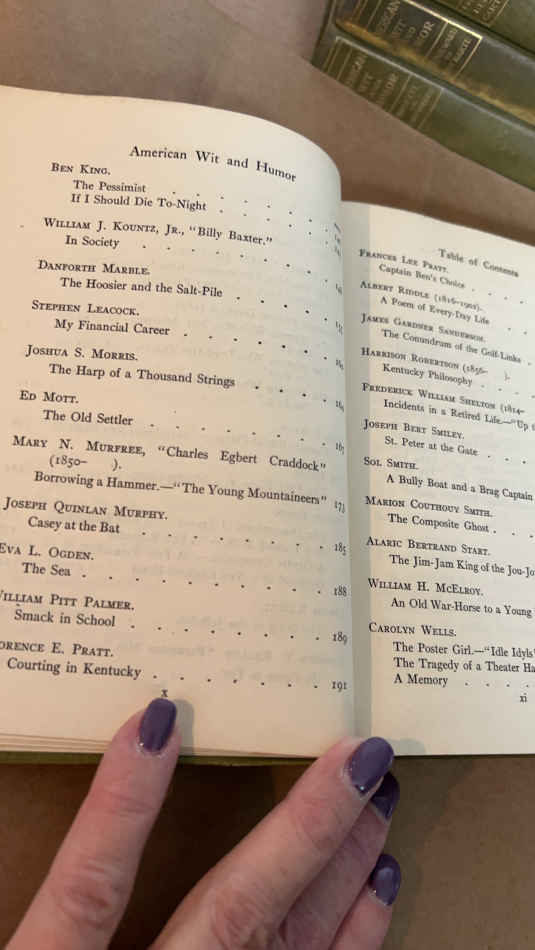 American Wit and Humor
BEN KING.
The Pessimist . . . . . .
If I Should Die To-Night . . . . .
WILLIAM J. KOUNTZ, JR., "Billy Baxter."
In Society . . . . . . .
DANFORTH MARBLE.
The Hoosier and the Salt-Pile . . . .
STEPHEN LEACOCK.
My Financial Career . . . . . .
JOSHUA S. MORRIS.
The Harp of a Thousand Strings . . . .
ED MOTT.
The Old Settler . . . . . . . 167
MARY N. MURFREE, "Charles Egbert Craddock"
(1850- ).
Borrowing a Hammer.—"The Young Mountaineers" 173
JOSEPH QUINLAN MURPHY.
Casey at the Bat . . . . . . . 185
EVA L. OGDEN.
The Sea . . . . . . . . . 188
WILLIAM PITT PALMER.
Smack in School . . . . . . . 189
ORENCE E. PRATT.
Courting in Kentucky . . . . . . 191
x
Table of Contents
FRANCES LEE PRATT.
Captain Ben's Choice . . . .
ALBERT RIDDLE (1816-1902).
A Poem of Every-Day Life . .
JAMES GARDNER SANDERSON.
The Conundrum of the Golf-Links .
HARRISON ROBERTSON (1856- ).
Kentucky Philosophy . . .
FREDERICK WILLIAM SHELTON (1814-
Incidents in a Retired Life.—"Up t
JOSEPH BERT SMILEY.
St. Peter at the Gate . . .
SOL SMITH.
A Bully Boat and a Brag Captain
MARION COUTHOUY SMITH.
The Composite Ghost . . .
ALARIC BERTRAND START.
The Jim-Jam King of the Jou-Jo
WILLIAM H. MCELROY.
An Old War-Horse to a Young
CAROLYN WELLS.
The Poster Girl.—"Idle Idyls"
The Tragedy of a Theater Ha
A Memory . . . .
xi